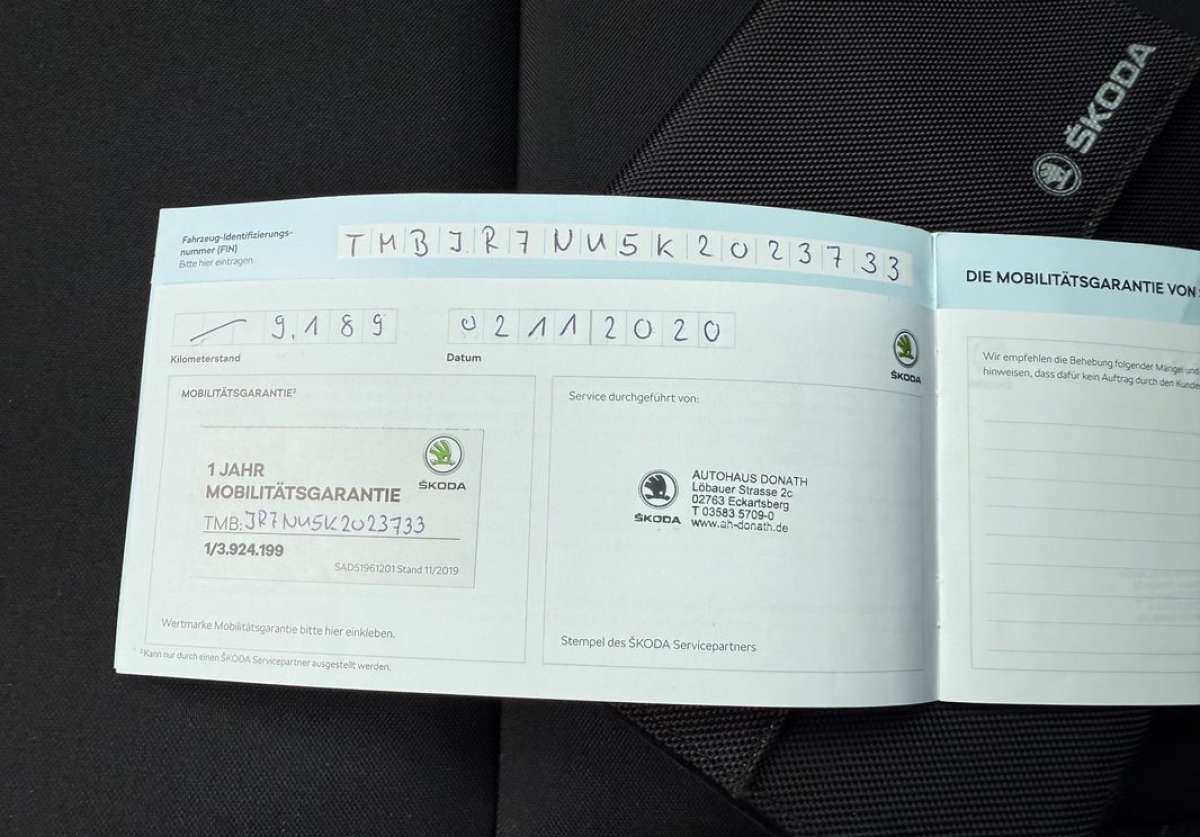 ŠKODA
Fahrzeug-Identifizierungs-
nummer (FIN)
Bitte hier eintragen
TMBJR7NU5K2023733
9.189
02112020
Kilometerstand
Datum
ŠKODA
MOBILITÄTSGARANTIE²
1 JAHR
MOBILITÄTSGARANTIE
ŠKODA
TMB:JR7NU5K2023733
1/3.924.199
SAD51961201 Stand 11/2019
Wertmarke Mobilitätsgarantie bitte hier einkleben.
²Kann nur durch einen ŠKODA Servicepartner ausgestellt werden.
Service durchgeführt von:
ŠKODA
AUTOHAUS DONATH
Löbauer Strasse 2c
02763 Eckartsberg
T 03583 5709-0
www.ah-donath.de
Stempel des ŠKODA Servicepartners
DIE MOBILITÄTSGARANTIE VON
Wir empfehlen die Behebung folgender Mängel und
hinweisen, dass dafür kein Auftrag durch den Kunde